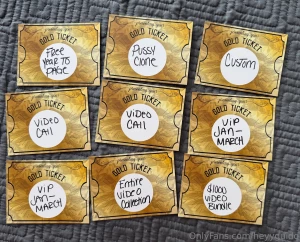 GOLD TICKET
FREE
YEAR TO
PAGE
GOLD TICKET
PUSSY
Clone
GOLD TICKET
CUSTOM
GOLD TICKET
VIDEO
CALL
GOLD TICKET
VIDEO
CALL
GOLD TICKET
VIP
JAN-
MARCH
GOLD TICKET
VIP
JAN-
MARCH
GOLD TICKET
Entire
VIDEO
Collection
GOLD TICKET
$1000
VIDEO
Bundle